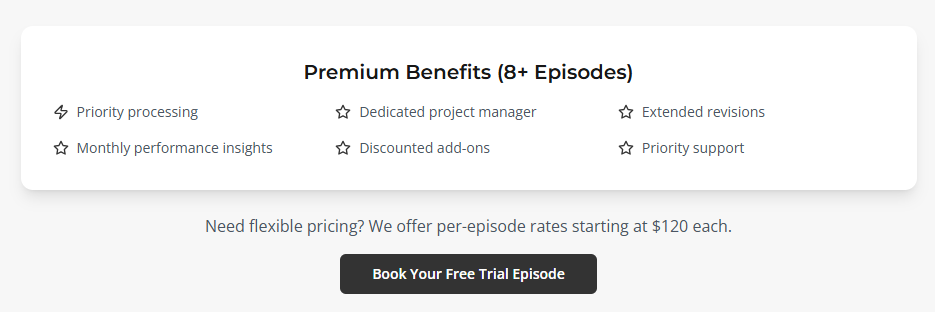 Premium Benefits (8+ Episodes)
Priority processing
Dedicated project manager
Extended revisions
Monthly performance insights
Discounted add-ons
Priority support
Need flexible pricing? We offer per-episode rates starting at $120 each.
Book Your Free Trial Episode